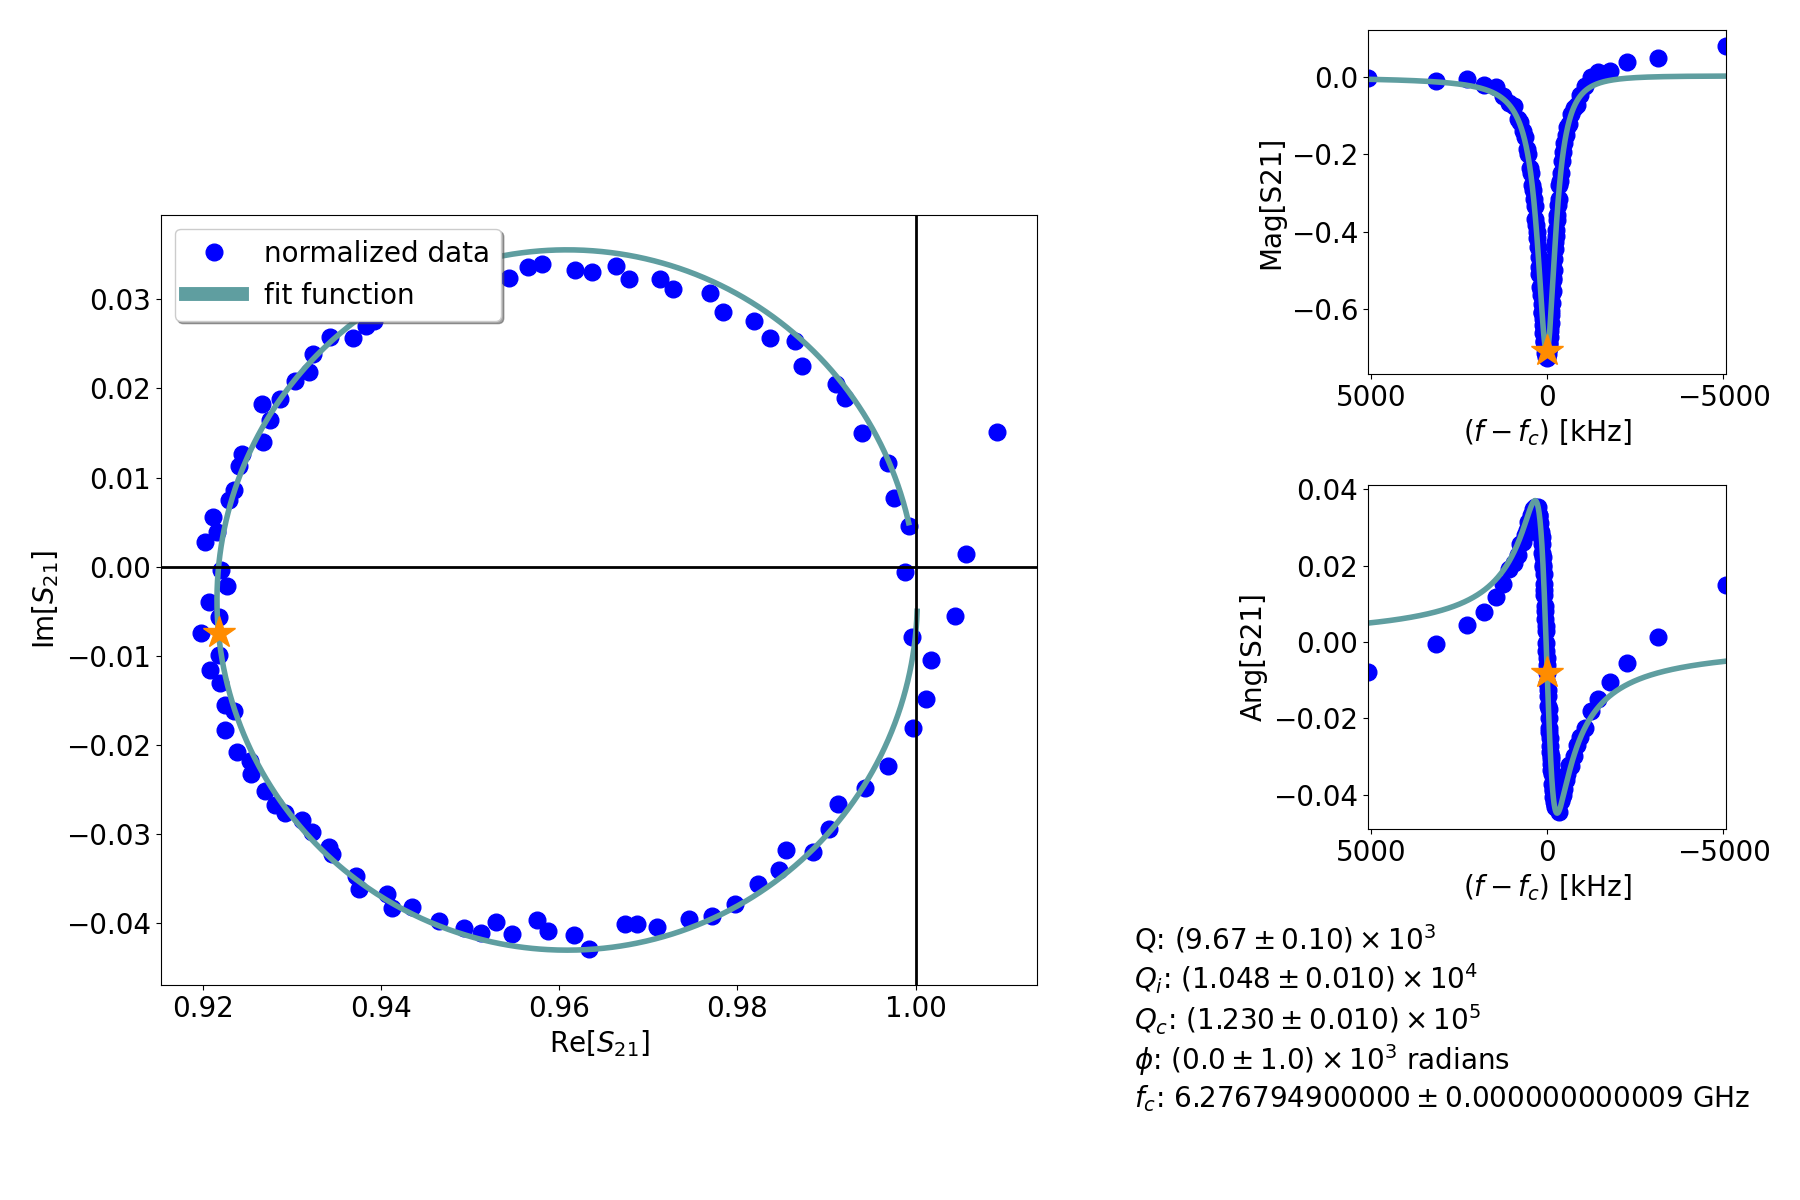 normalized data
fit function
0.03
0.02
0.01
0.00
−0.01
−0.02
−0.03
−0.04
Im[S21]
0.92 0.94 0.96 0.98 1.00
Re[S21]
0.0
−0.2
−0.4
−0.6
Mag[S21]
5000 0 −5000
(f − fc) [kHz]
0.04
0.02
0.00
−0.02
−0.04
Ang[S21]
5000 0 −5000
(f − fc) [kHz]
Q: (9.67 ± 0.10) × 10³
Qi: (1.048 ± 0.010) × 10⁴
Qc: (1.230 ± 0.010) × 10⁵
ϕ: (0.0 ± 1.0) × 10³ radians
fc: 6.276794900000 ± 0.000000000009 GHz